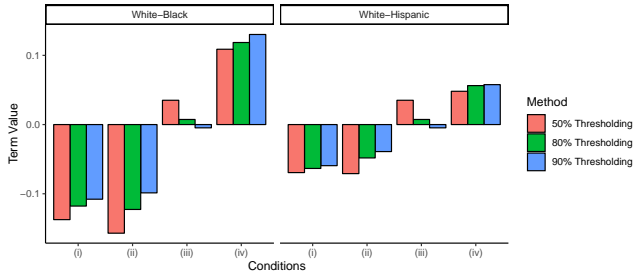 White−Black
White−Hispanic
0.1
0.0
−0.1
Term Value
(i) (ii) (iii) (iv)
(i) (ii) (iii) (iv)
Conditions
Method
50% Thresholding
80% Thresholding
90% Thresholding